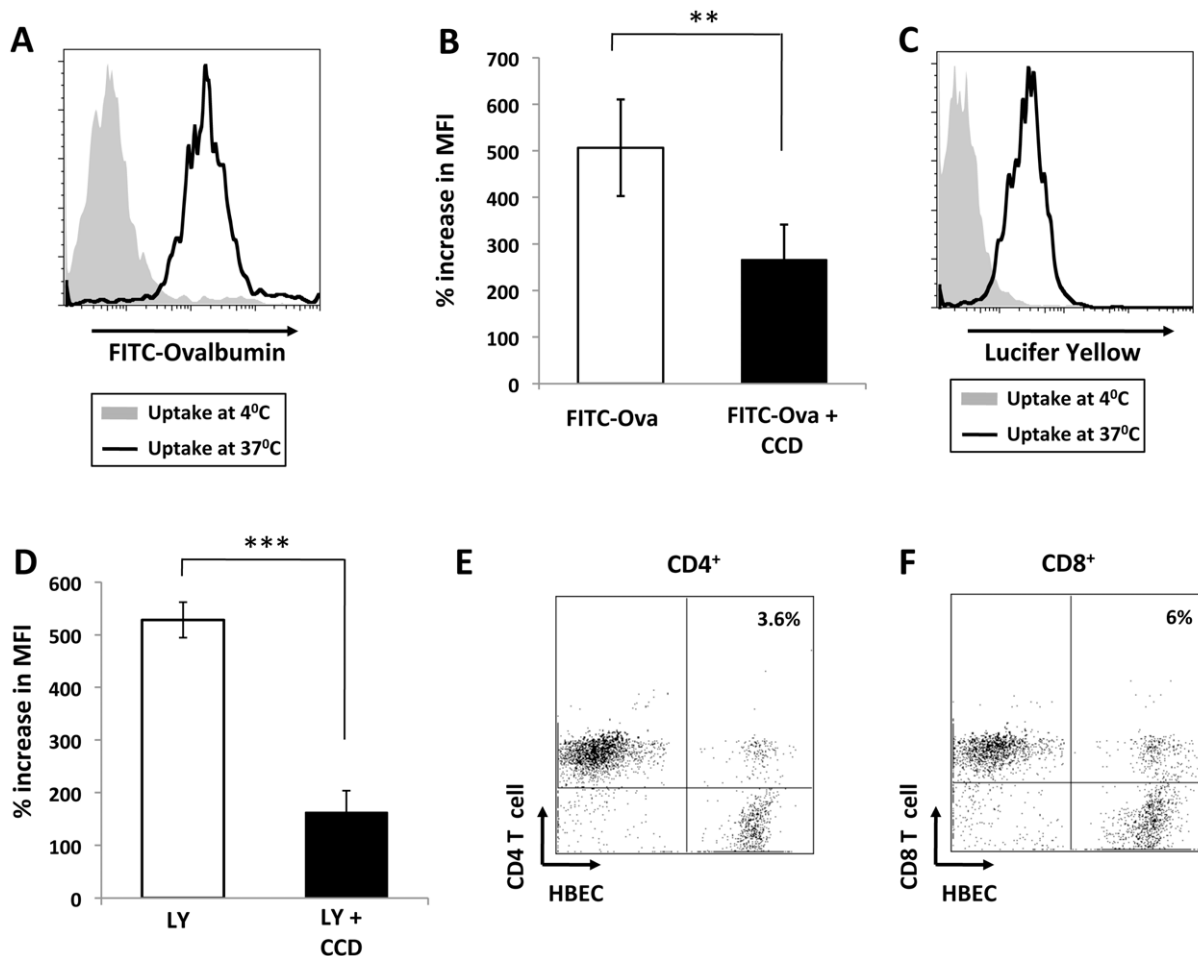 A
FITC-Ovalbumin
Uptake at 4⁰C
Uptake at 37⁰C
B
**
% increase in MFI
700
600
500
400
300
200
100
0
FITC-Ova
FITC-Ova +
CCD
C
Lucifer Yellow
Uptake at 4⁰C
Uptake at 37⁰C
D
***
% increase in MFI
600
500
400
300
200
100
0
LY
LY +
CCD
E
CD4⁺
3.6%
CD4 T cell
HBEC
F
CD8⁺
6%
CD8 T cell
HBEC